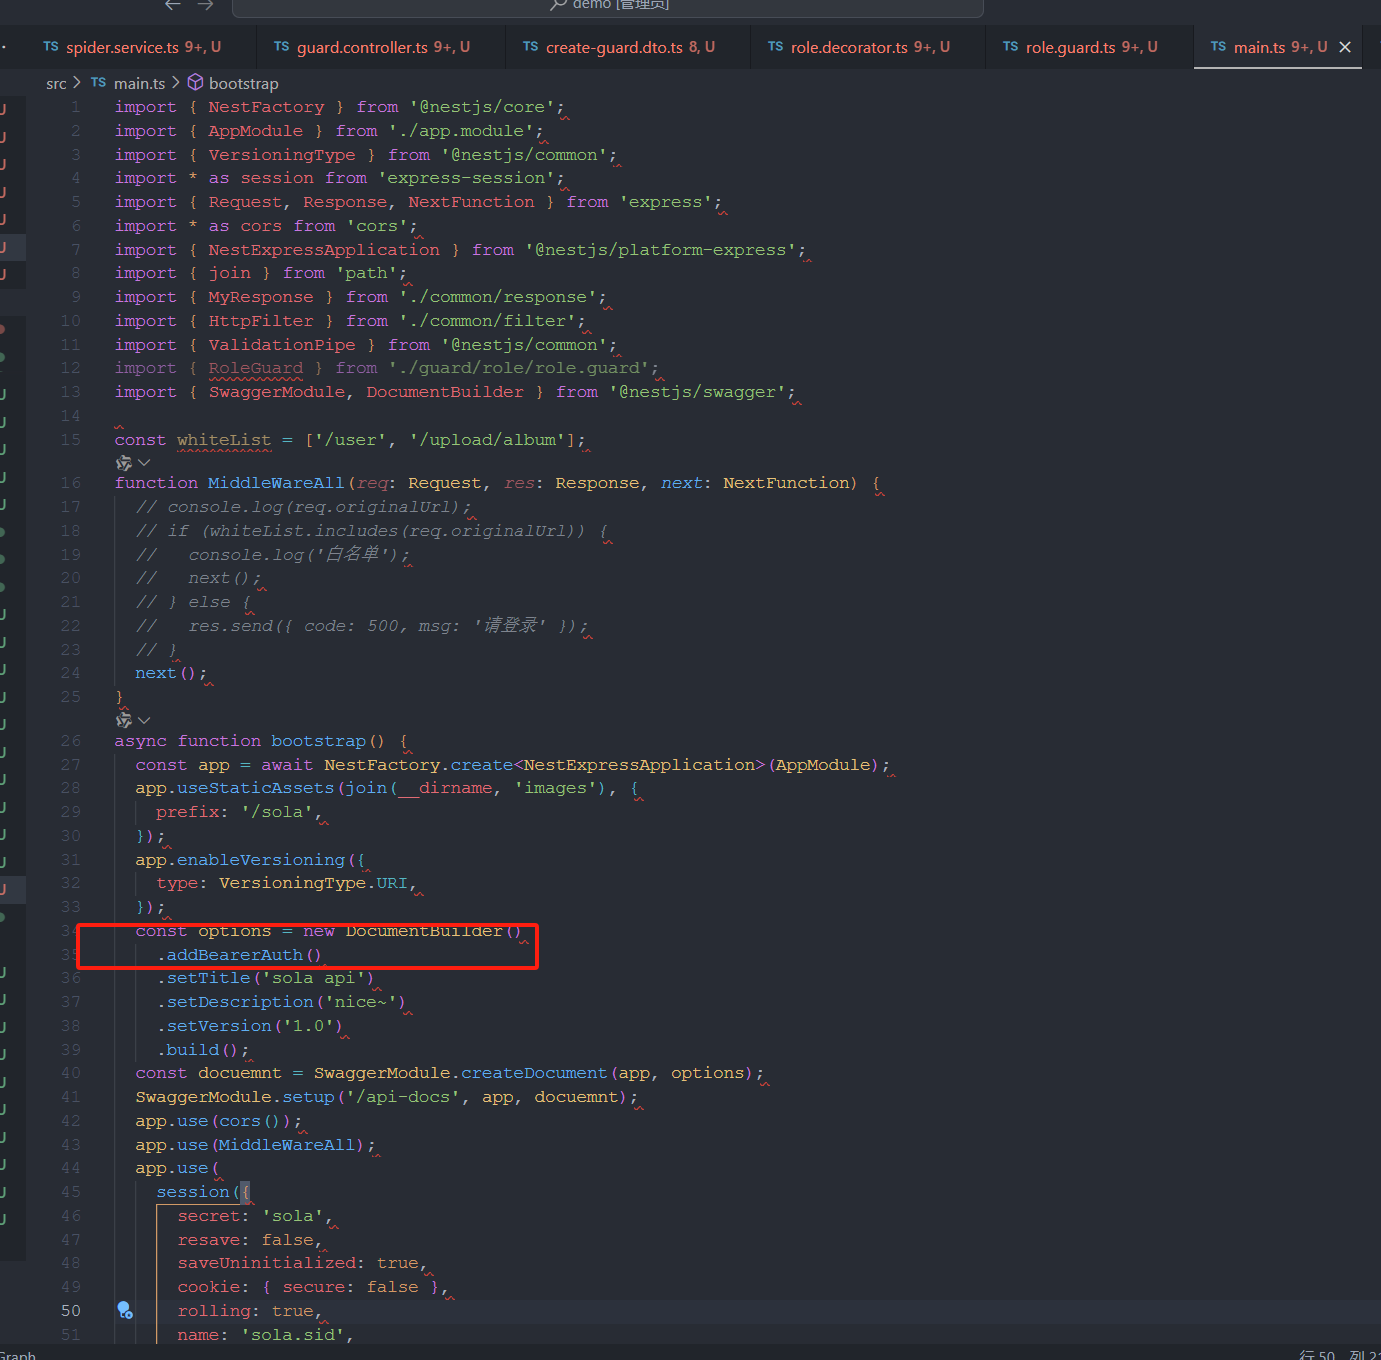 demo [管理员]
TS spider.service.ts 9+, U TS guard.controller.ts 9+, U TS create-guard.dto.ts 8, U TS role.decorator.ts 9+, U TS role.guard.ts 9+, U TS main.ts 9+, U
src > TS main.ts > bootstrap
1 import { NestFactory } from '@nestjs/core';
2 import { AppModule } from './app.module';
3 import { VersioningType } from '@nestjs/common';
4 import * as session from 'express-session';
5 import { Request, Response, NextFunction } from 'express';
6 import * as cors from 'cors';
7 import { NestExpressApplication } from '@nestjs/platform-express';
8 import { join } from 'path';
9 import { MyResponse } from './common/response';
10 import { HttpFilter } from './common/filter';
11 import { ValidationPipe } from '@nestjs/common';
12 import { RoleGuard } from './guard/role/role.guard';
13 import { SwaggerModule, DocumentBuilder } from '@nestjs/swagger';
14
15 const whiteList = ['/user', '/upload/album'];
16 function MiddleWareAll(req: Request, res: Response, next: NextFunction) {
17 // console.log(req.originalUrl);
18 // if (whiteList.includes(req.originalUrl)) {
19 //   console.log('白名单');
20 //   next();
21 // } else {
22 //   res.send({ code: 500, msg: '请登录' });
23 // }
24 next();
25 }
26 async function bootstrap() {
27 const app = await NestFactory.create<NestExpressApplication>(AppModule);
28 app.useStaticAssets(join(__dirname, 'images'), {
29 prefix: '/sola',
30 });
31 app.enableVersioning({
32 type: VersioningType.URI,
33 });
34 const options = new DocumentBuilder()
35 .addBearerAuth()
36 .setTitle('sola api')
37 .setDescription('nice~')
38 .setVersion('1.0')
39 .build();
40 const docuemnt = SwaggerModule.createDocument(app, options);
41 SwaggerModule.setup('/api-docs', app, docuemnt);
42 app.use(cors());
43 app.use(MiddleWareAll);
44 app.use(
45 session({
46 secret: 'sola',
47 resave: false,
48 saveUninitialized: true,
49 cookie: { secure: false },
50 rolling: true,
51 name: 'sola.sid',
Graph 行 50, 列 21